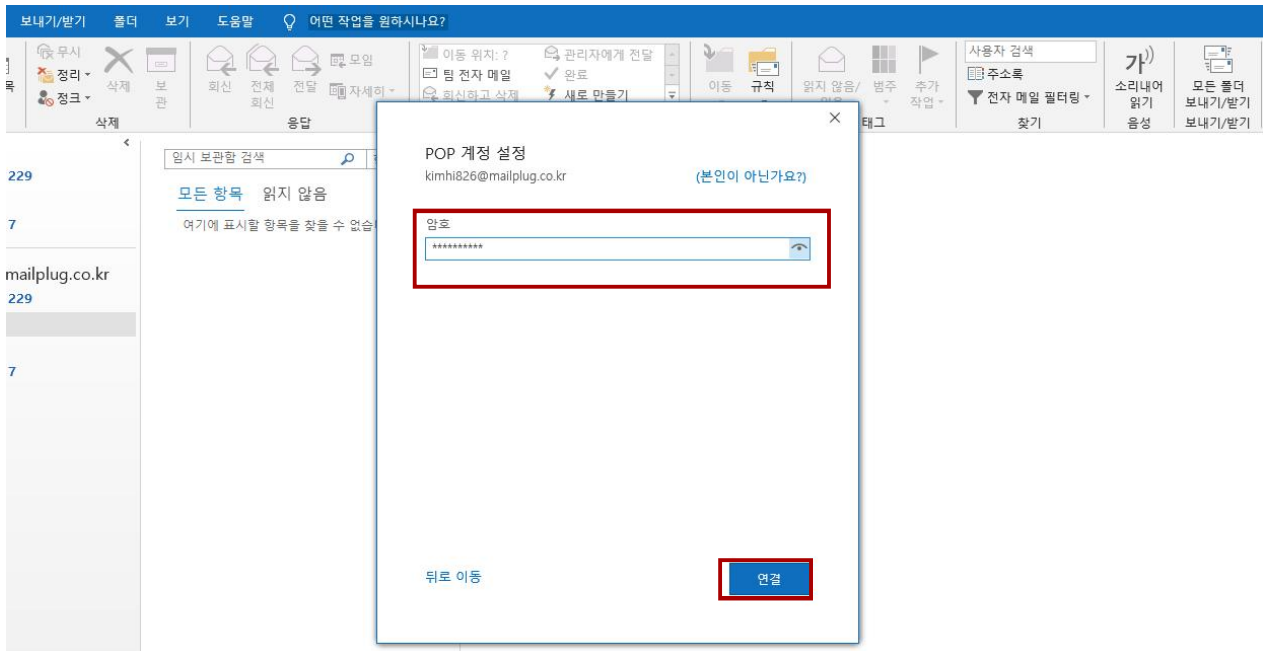 보내기/받기 폴더 보기 도움말 어떤 작업을 원하시나요?
무시
정리
정크
삭제
보관
삭제
회신
전체 회신
전달
모임
자세히
응답
이동 위치: ?
팀 전자 메일
회신하고 삭제
관리자에게 전달
완료
새로 만들기
이동
규칙
읽지 않음/
범주
추가 작업
태그
사용자 검색
주소록
전자 메일 필터링
찾기
가))
소리내어 읽기
음성
모든 폴더
보내기/받기
보내기/받기
229
7
mailplug.co.kr
229
7
임시 보관함 검색
모든 항목 읽지 않음
여기에 표시할 항목을 찾을 수 없습
POP 계정 설정
kimhi826@mailplug.co.kr (본인이 아닌가요?)
암호
**********
뒤로 이동 연결